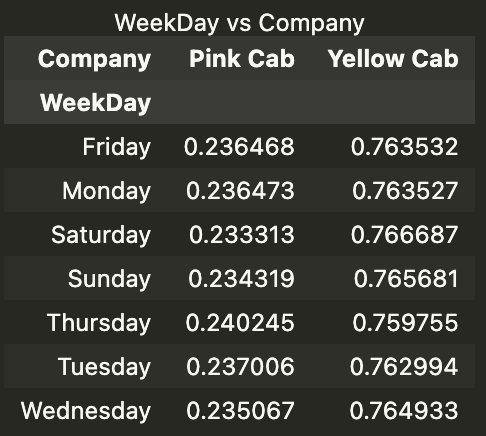 WeekDay vs Company
Company Pink Cab Yellow Cab
WeekDay
Friday 0.236468 0.763532
Monday 0.236473 0.763527
Saturday 0.233313 0.766687
Sunday 0.234319 0.765681
Thursday 0.240245 0.759755
Tuesday 0.237006 0.762994
Wednesday 0.235067 0.764933